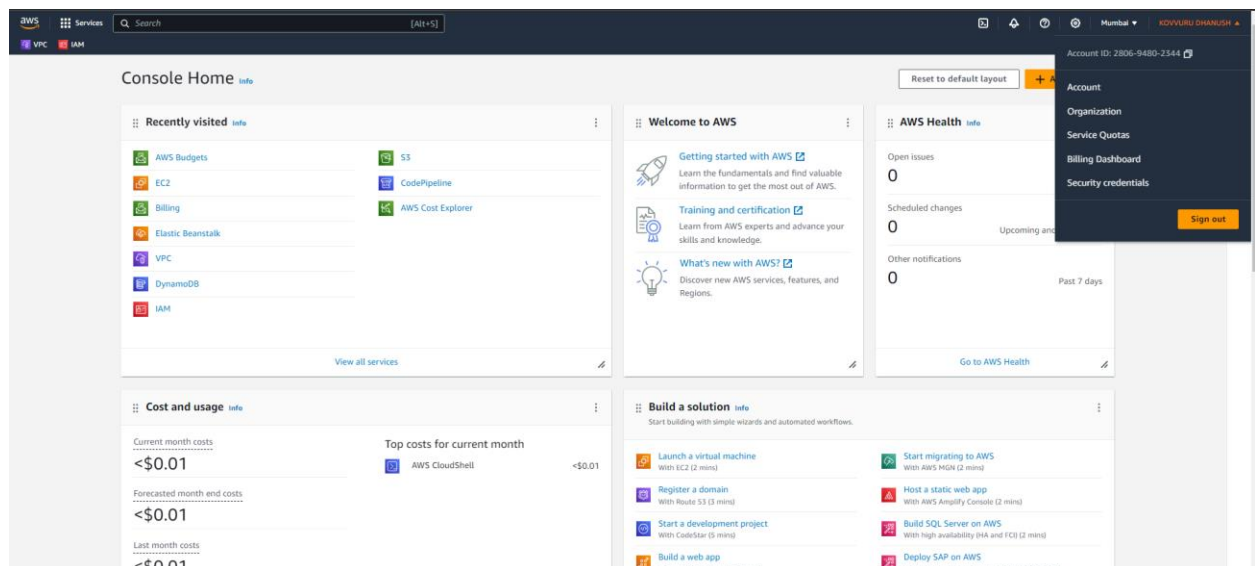 aws
Services
Search
[Alt+S]
Mumbai
KOVVURU DHANUSH
VPC
IAM
Account ID: 2806-9480-2344
Account
Organization
Service Quotas
Billing Dashboard
Security credentials
Sign out
Console Home Info
Reset to default layout
+ A
Recently visited Info
AWS Budgets
EC2
Billing
Elastic Beanstalk
VPC
DynamoDB
IAM
S3
CodePipeline
AWS Cost Explorer
View all services
Welcome to AWS
Getting started with AWS
Learn the fundamentals and find valuable
information to get the most out of AWS.
Training and certification
Learn from AWS experts and advance your
skills and knowledge.
What's new with AWS?
Discover new AWS services, features, and
Regions.
AWS Health Info
Open issues
0
Scheduled changes
0
Upcoming and
Other notifications
0
Past 7 days
Go to AWS Health
Cost and usage Info
Current month costs
<$0.01
Forecasted month end costs
<$0.01
Last month costs
<$0.01
Top costs for current month
AWS CloudShell
<$0.01
Build a solution Info
Start building with simple wizards and automated workflows.
Launch a virtual machine
With EC2 (2 mins)
Register a domain
With Route 53 (3 mins)
Start a development project
With CodeStar (5 mins)
Build a web app
Start migrating to AWS
With AWS MGN (2 mins)
Host a static web app
With AWS Amplify Console (2 mins)
Build SQL Server on AWS
With high availability (HA and FCI) (2 mins)
Deploy SAP on AWS